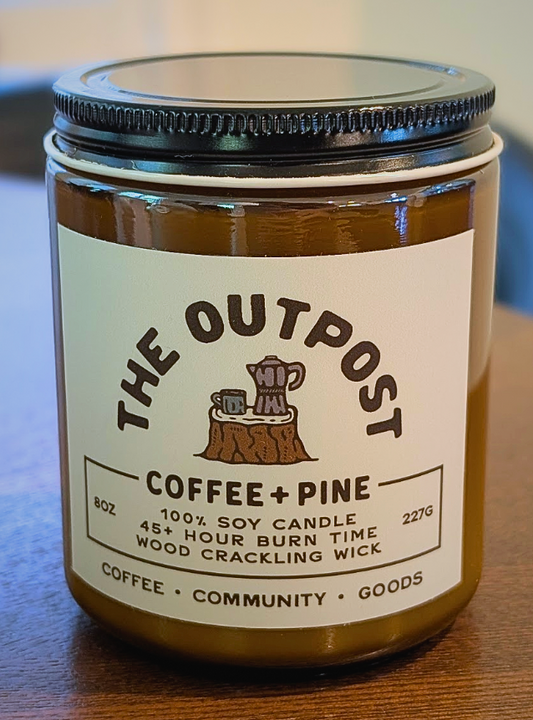 THE OUTPOST
COFFEE + PINE
8OZ
100% SOY CANDLE
45+ HOUR BURN TIME
WOOD CRACKLING WICK
227G
COFFEE • COMMUNITY • GOODS